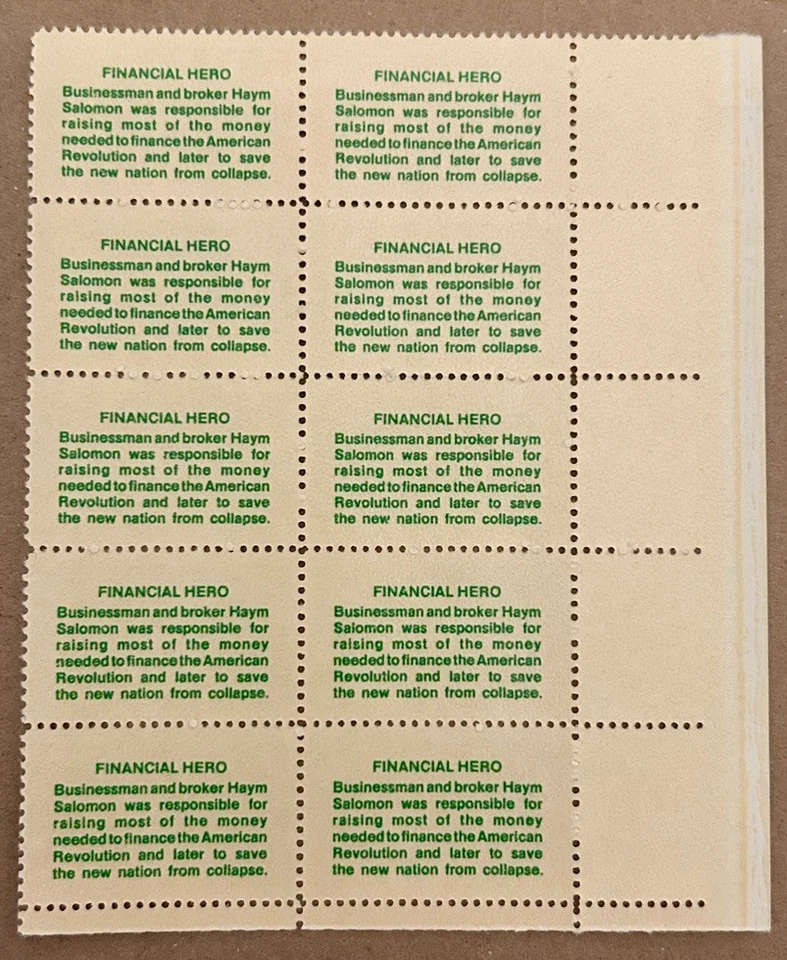 FINANCIAL HERO
Businessman and broker Haym
Salomon was responsible for
raising most of the money
needed to finance the American
Revolution and later to save
the new nation from collapse.
FINANCIAL HERO
Businessman and broker Haym
Salomon was responsible for
raising most of the money
needed to finance the American
Revolution and later to save
the new nation from collapse.
FINANCIAL HERO
Businessman and broker Haym
Salomon was responsible for
raising most of the money
needed to finance the American
Revolution and later to save
the new nation from collapse.
FINANCIAL HERO
Businessman and broker Haym
Salomon was responsible for
raising most of the money
needed to finance the American
Revolution and later to save
the new nation from collapse.
FINANCIAL HERO
Businessman and broker Haym
Salomon was responsible for
raising most of the money
needed to finance the American
Revolution and later to save
the new nation from collapse.
FINANCIAL HERO
Businessman and broker Haym
Salomon was responsible for
raising most of the money
needed to finance the American
Revolution and later to save
the new nation from collapse.
FINANCIAL HERO
Businessman and broker Haym
Salomon was responsible for
raising most of the money
needed to finance the American
Revolution and later to save
the new nation from collapse.
FINANCIAL HERO
Businessman and broker Haym
Salomon was responsible for
raising most of the money
needed to finance the American
Revolution and later to save
the new nation from collapse.
FINANCIAL HERO
Businessman and broker Haym
Salomon was responsible for
raising most of the money
needed to finance the American
Revolution and later to save
the new nation from collapse.
FINANCIAL HERO
Businessman and broker Haym
Salomon was responsible for
raising most of the money
needed to finance the American
Revolution and later to save
the new nation from collapse.